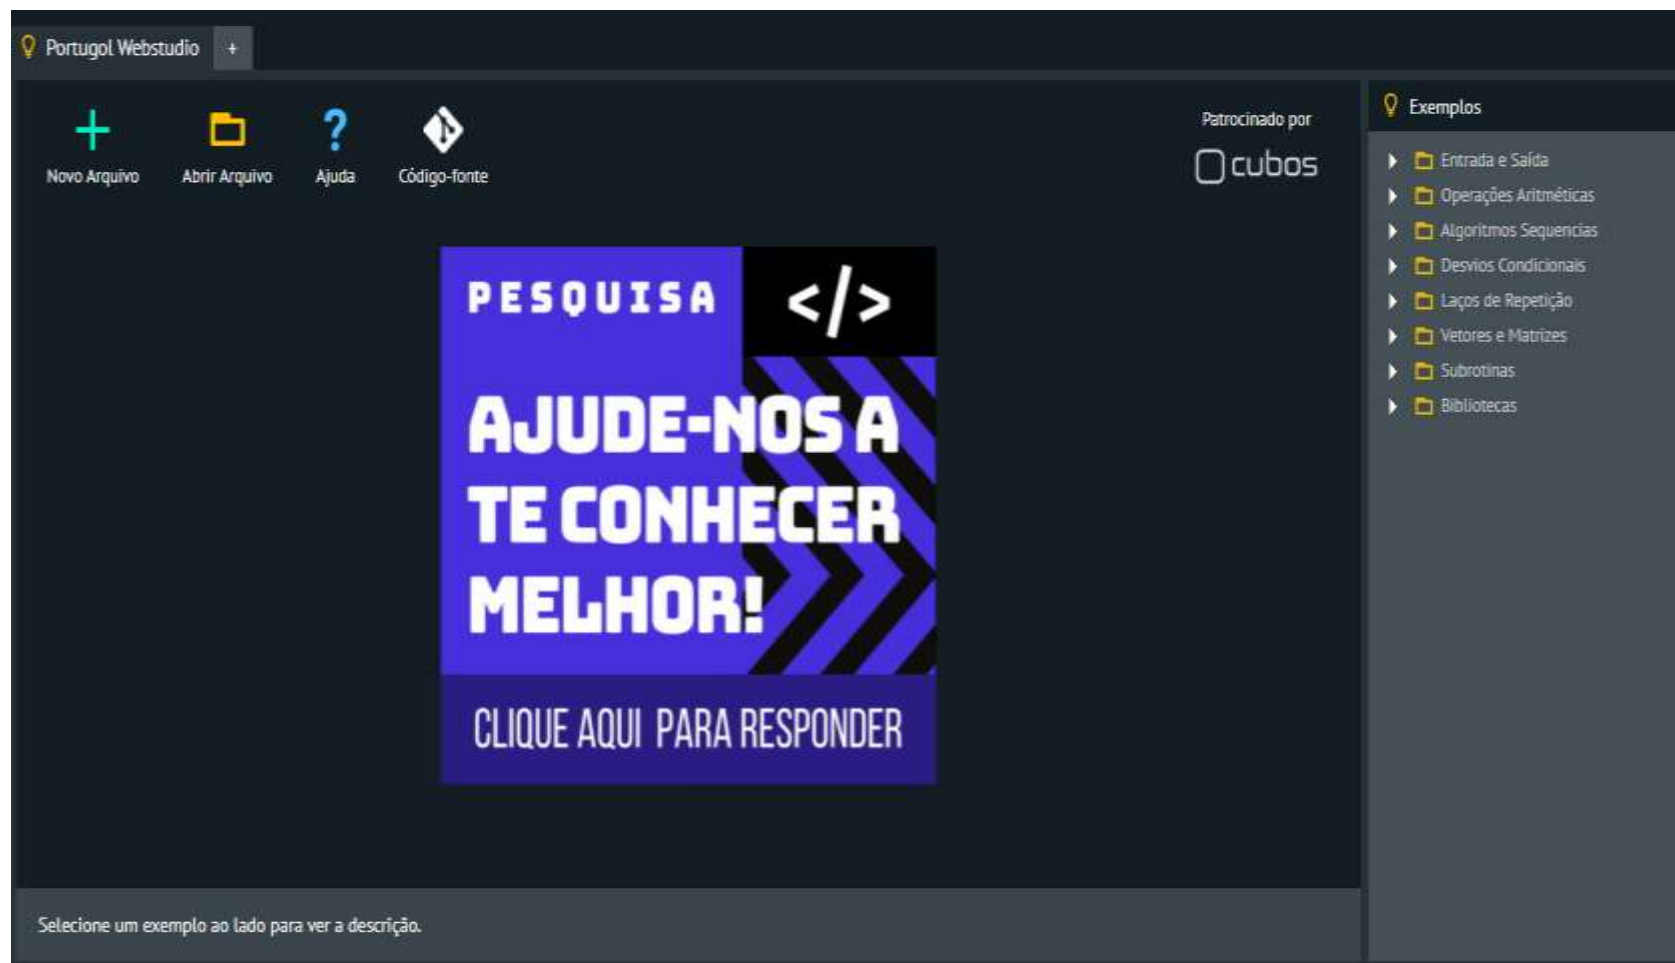 Portugol Webstudio +
Novo Arquivo
Abrir Arquivo
Ajuda
Código-fonte
Patrocinado por
cubos
PESQUISA
</>
AJUDE-NOS A
TE CONHECER
MELHOR!
CLIQUE AQUI PARA RESPONDER
Selecione um exemplo ao lado para ver a descrição.
Exemplos
Entrada e Saída
Operações Aritméticas
Algoritmos Sequencias
Desvios Condicionais
Laços de Repetição
Vetores e Matrizes
Subrotinas
Bibliotecas